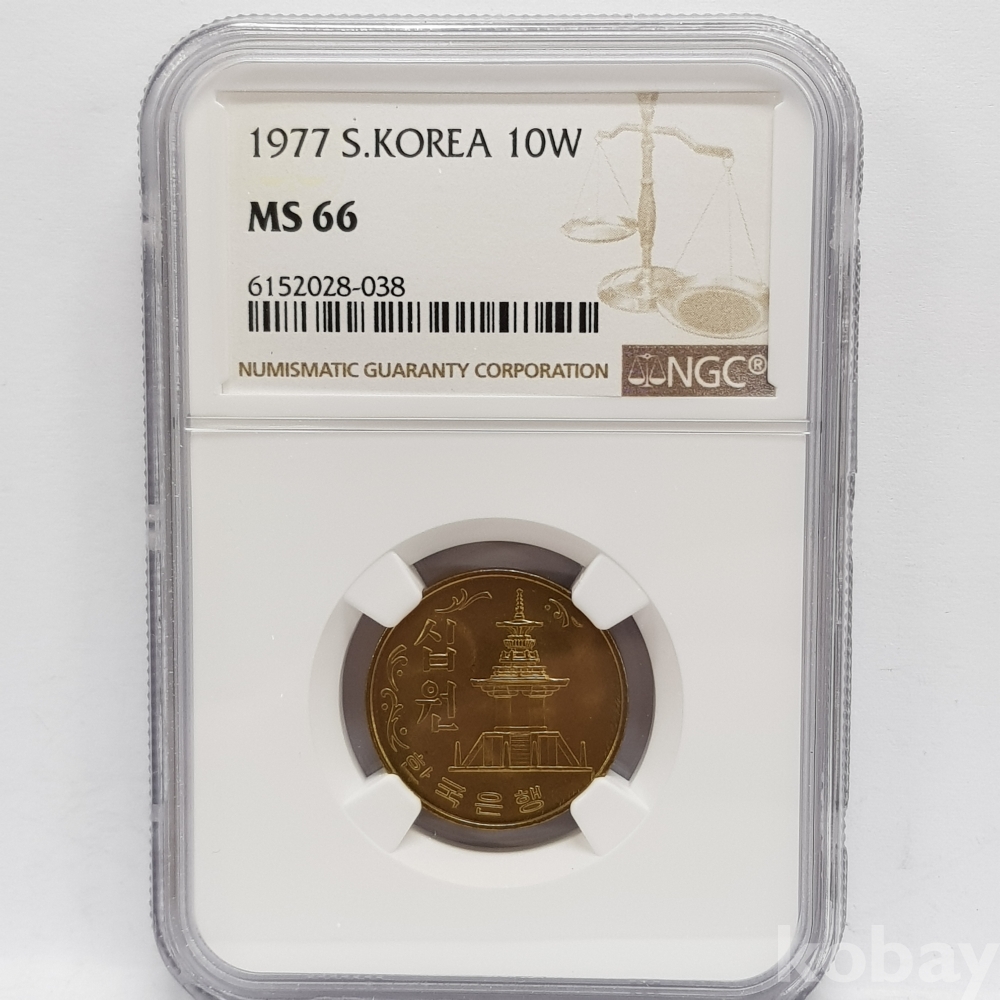 1977 S.KOREA 10W
MS 66
6152028-038
NUMISMATIC GUARANTY CORPORATION
NGC®
십원
한국은행
kobay